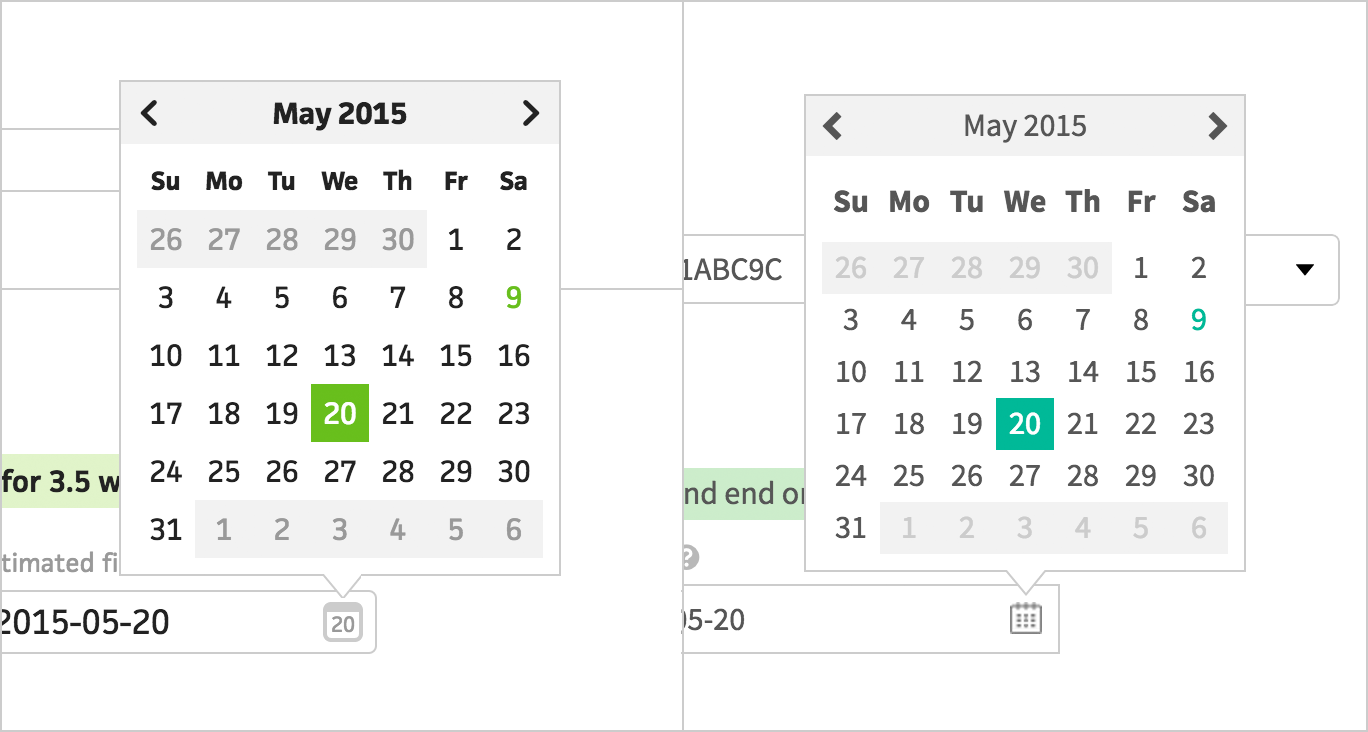 May 2015
Su Mo Tu We Th Fr Sa
26 27 28 29 30 1 2
3 4 5 6 7 8 9
10 11 12 13 14 15 16
17 18 19 20 21 22 23
24 25 26 27 28 29 30
31 1 2 3 4 5 6
for 3.5 w
timated fi
2015-05-20
20
May 2015
Su Mo Tu We Th Fr Sa
26 27 28 29 30 1 2
3 4 5 6 7 8 9
10 11 12 13 14 15 16
17 18 19 20 21 22 23
24 25 26 27 28 29 30
31 1 2 3 4 5 6
1ABC9C
nd end or
?
05-20